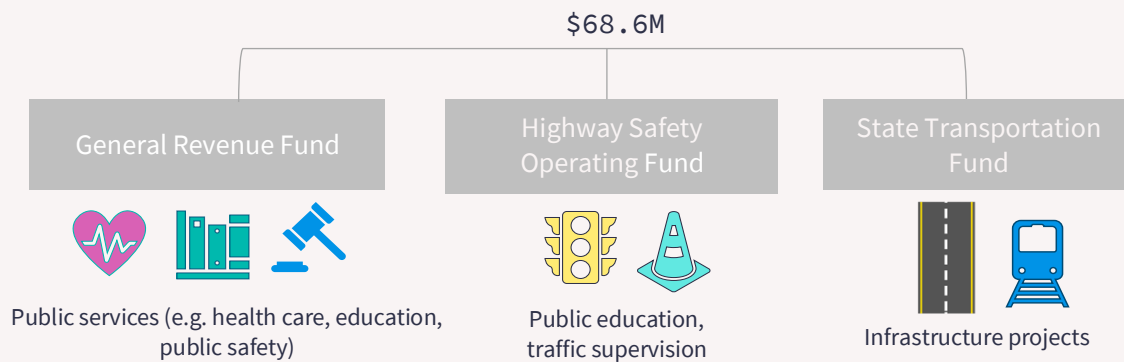 $68.6M
General Revenue Fund
Highway Safety
Operating Fund
State Transportation
Fund
Public services (e.g. health care, education,
public safety)
Public education,
traffic supervision
Infrastructure projects